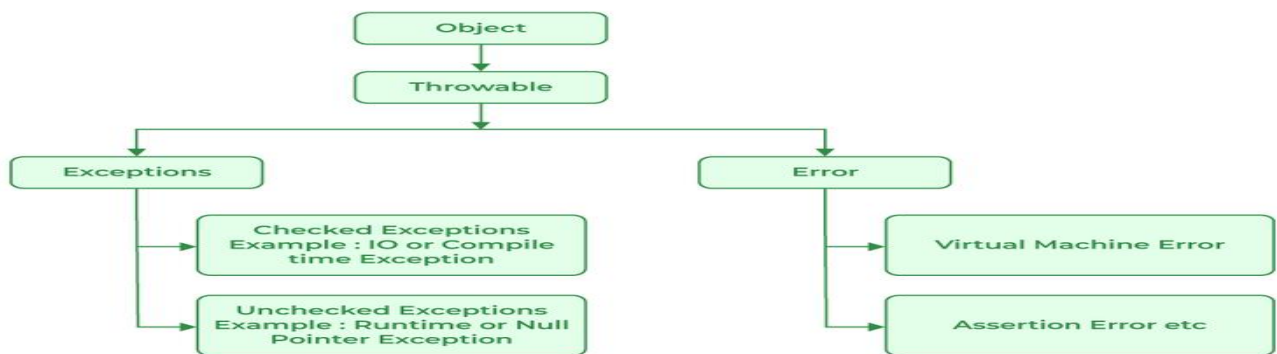 Object
Throwable
Exceptions
Error
Checked Exceptions
Example : IO or Compile
time Exception
Virtual Machine Error
Unchecked Exceptions
Example : Runtime or Null
Pointer Exception
Assertion Error etc